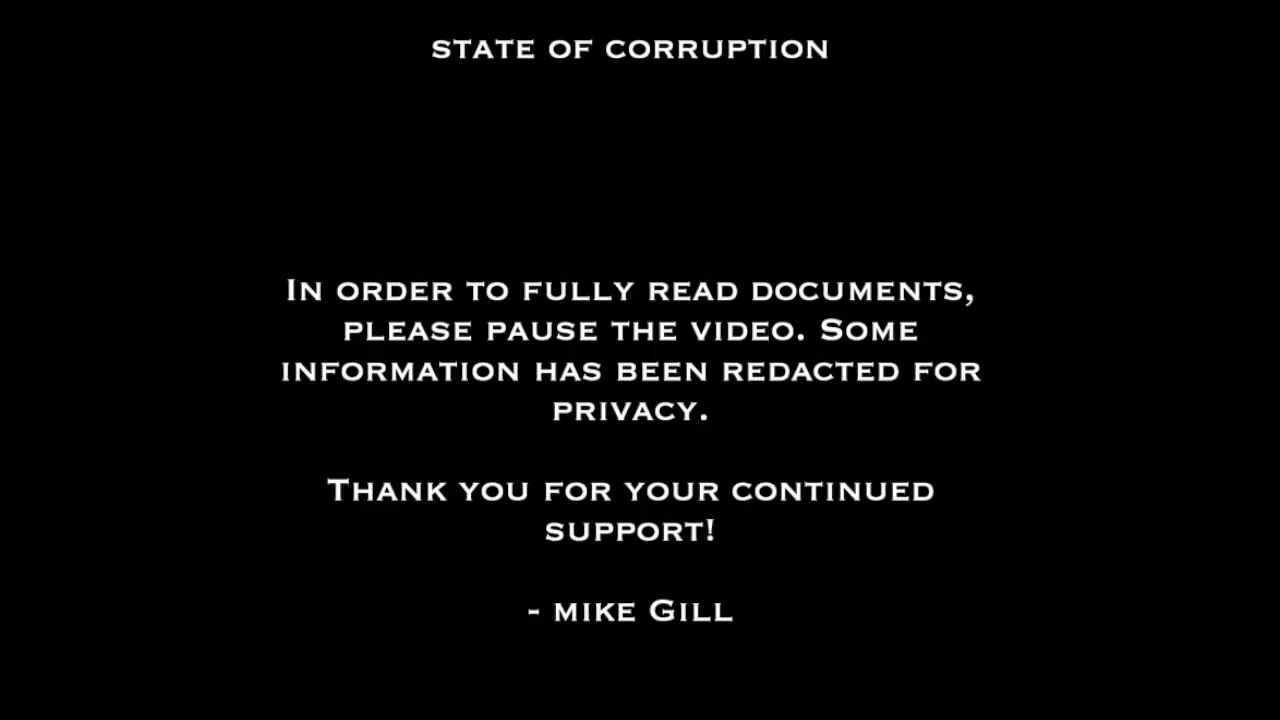 STATE OF CORRUPTION
IN ORDER TO FULLY READ DOCUMENTS,
PLEASE PAUSE THE VIDEO. SOME
INFORMATION HAS BEEN REDACTED FOR
PRIVACY.
THANK YOU FOR YOUR CONTINUED
SUPPORT!
- MIKE GILL